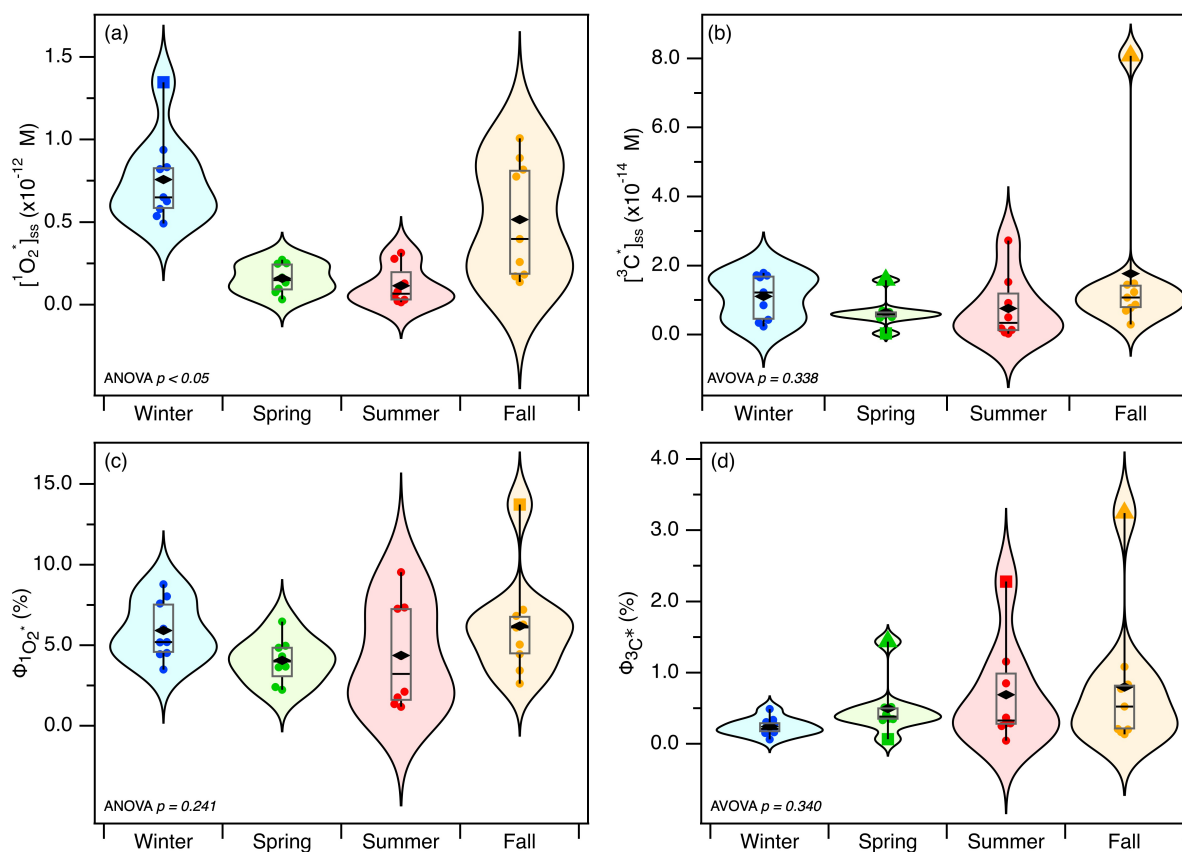 (a)
[¹O₂*]ss (x10⁻¹² M)
1.5
1.0
0.5
0.0
ANOVA p < 0.05
Winter Spring Summer Fall
(b)
[³C*]ss (x10⁻¹⁴ M)
8.0
6.0
4.0
2.0
0.0
AVOVA p = 0.338
Winter Spring Summer Fall
(c)
Φ¹O₂* (%)
15.0
10.0
5.0
0.0
ANOVA p = 0.241
Winter Spring Summer Fall
(d)
Φ³C* (%)
4.0
3.0
2.0
1.0
0.0
AVOVA p = 0.340
Winter Spring Summer Fall